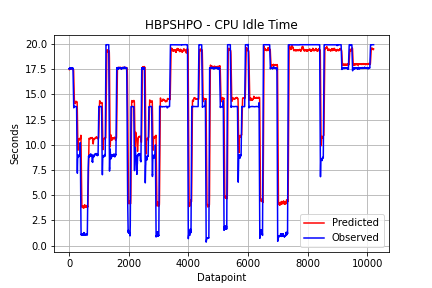 HBPSHPO - CPU Idle Time
20.0
17.5
15.0
12.5
10.0
7.5
5.0
2.5
0.0
Seconds
Predicted
Observed
0 2000 4000 6000 8000 10000
Datapoint